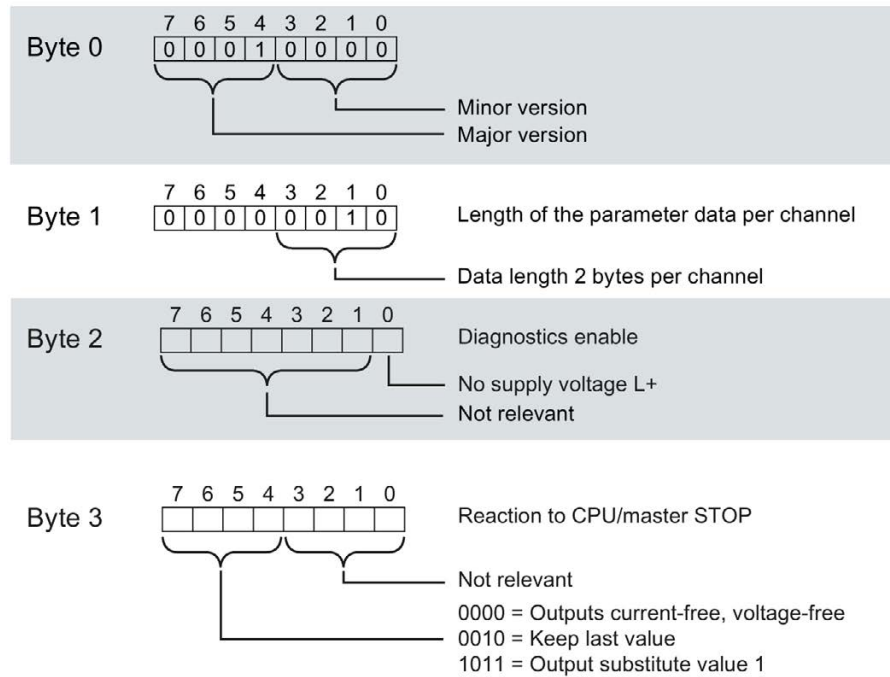 7 6 5 4 3 2 1 0
Byte 0 0 0 0 1 0 0 0 0
Minor version
Major version
7 6 5 4 3 2 1 0
Byte 1 0 0 0 0 0 0 1 0 Length of the parameter data per channel
Data length 2 bytes per channel
7 6 5 4 3 2 1 0
Byte 2 Diagnostics enable
No supply voltage L+
Not relevant
7 6 5 4 3 2 1 0
Byte 3 Reaction to CPU/master STOP
Not relevant
0000 = Outputs current-free, voltage-free
0010 = Keep last value
1011 = Output substitute value 1